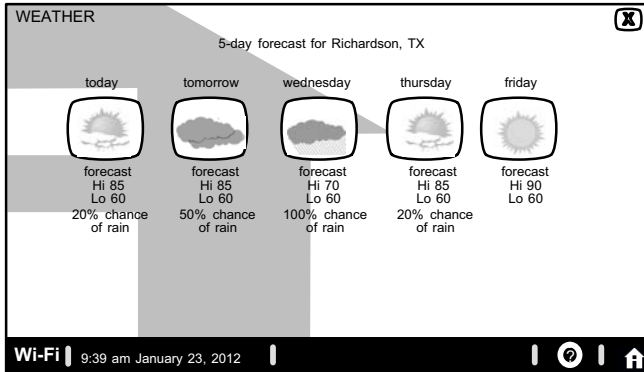 WEATHER
X
5-day forecast for Richardson, TX
today
tomorrow
wednesday
thursday
friday
forecast
Hi 85
Lo 60
20% chance
of rain
forecast
Hi 85
Lo 60
50% chance
of rain
forecast
Hi 70
Lo 60
100% chance
of rain
forecast
Hi 85
Lo 60
20% chance
of rain
forecast
Hi 90
Lo 60
Wi-Fi 9:39 am January 23, 2012 ?